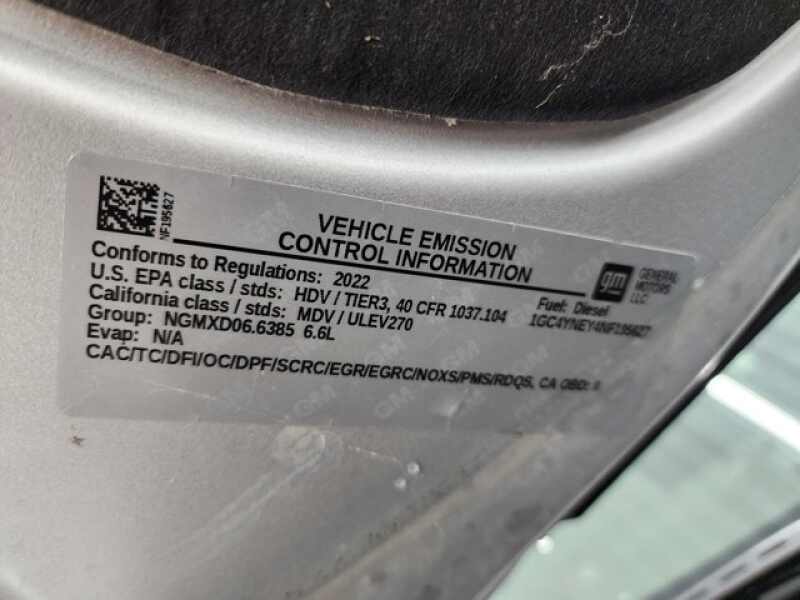 NF195627
VEHICLE EMISSION
CONTROL INFORMATION
gm GENERAL MOTORS LLC
Conforms to Regulations: 2022
U.S. EPA class / stds: HDV / TIER3, 40 CFR 1037.104
Fuel: Diesel
California class / stds: MDV / ULEV270
1GC4YNEY4NF195627
Group: NGMXD06.6385 6.6L
Evap: N/A
CAC/TC/DFI/OC/DPF/SCRC/EGR/EGRC/NOXS/PMS/RDQS, CA OBD: II